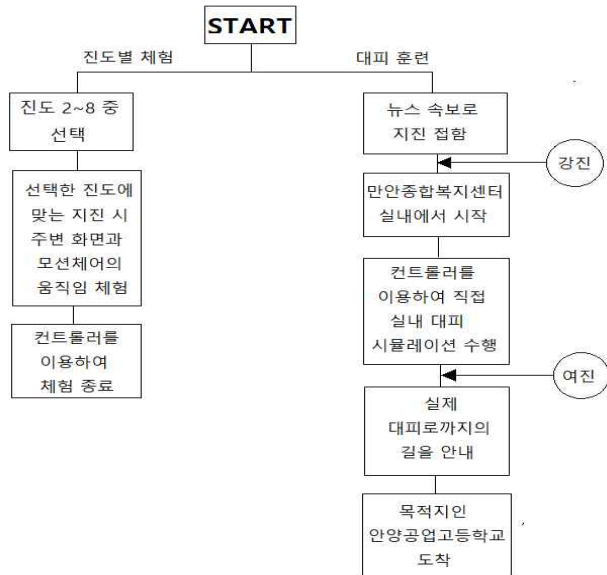 START
진도별 체험
대피 훈련
진도 2~8 중
선택
선택한 진도에
맞는 지진 시
주변 화면과
모션체어의
움직임 체험
컨트롤러를
이용하여
체험 종료
뉴스 속보로
지진 접함
강진
만안종합복지센터
실내에서 시작
컨트롤러를
이용하여 직접
실내 대피
시뮬레이션 수행
여진
실제
대피로까지의
길을 안내
목적지인
안양공업고등학교
도착